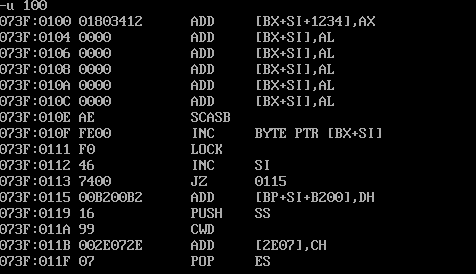 -u 100
073F:0100 01803412 ADD [BX+SI+1234],AX
073F:0104 0000 ADD [BX+SI],AL
073F:0106 0000 ADD [BX+SI],AL
073F:0108 0000 ADD [BX+SI],AL
073F:010A 0000 ADD [BX+SI],AL
073F:010C 0000 ADD [BX+SI],AL
073F:010E AE SCASB
073F:010F FE00 INC BYTE PTR [BX+SI]
073F:0111 F0 LOCK
073F:0112 46 INC SI
073F:0113 7400 JZ 0115
073F:0115 00B200B2 ADD [BP+SI+B200],DH
073F:0119 16 PUSH SS
073F:011A 99 CWD
073F:011B 002E072E ADD [2E07],CH
073F:011F 07 POP ES